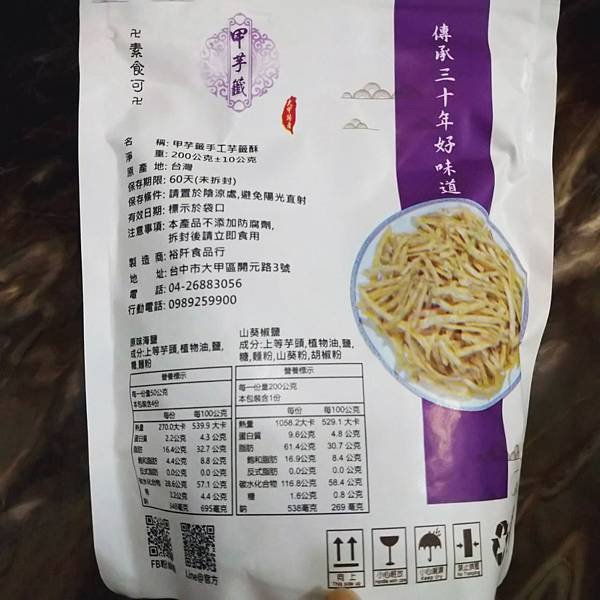 卍素食可卍
甲芋籤
傳承三十年好味道
名稱:甲芋籤手工芋籤酥
淨重:200公克±10公克
原產地:台灣
保存期限:60天(未拆封)
保存條件:請置於陰涼處,避免陽光直射
有效日期:標示於袋口
注意事項:本產品不添加防腐劑,
拆封後請立即食用
製造商:裕阡食品行
地址:台中市大甲區開元路3號
電話:04-26883056
行動電話:0989259900
原味海鹽
成分:上等芋頭,植物油,鹽,
糖,麵粉
營養標示
每一份量50公克
本包裝含4份
每份 每100公克
熱量 270.0大卡 539.9大卡
蛋白質 2.2公克 4.3公克
脂肪 16.4公克 32.7公克
飽和脂肪 4.4公克 8.8公克
反式脂肪 0.0公克 0.0公克
碳水化合物 28.6公克 57.1公克
糖 2.2公克 4.4公克
鈉 348毫克 695毫克
山葵椒鹽
成分:上等芋頭,植物油,鹽,
糖,麵粉,山葵粉,胡椒粉
營養標示
每一份量200公克
本包裝含1份
每份 每100公克
熱量 1058.2大卡 529.1大卡
蛋白質 9.6公克 4.8公克
脂肪 61.4公克 30.7公克
飽和脂肪 16.9公克 8.4公克
反式脂肪 0.0公克 0.0公克
碳水化合物 116.8公克 58.4公克
糖 1.6公克 0.8公克
鈉 538毫克 269毫克
FB粉絲
Line@官方
向上
This side up
小心輕放
Handle with care
小心潮濕
Keep Dry
禁止擠壓
No Tramping